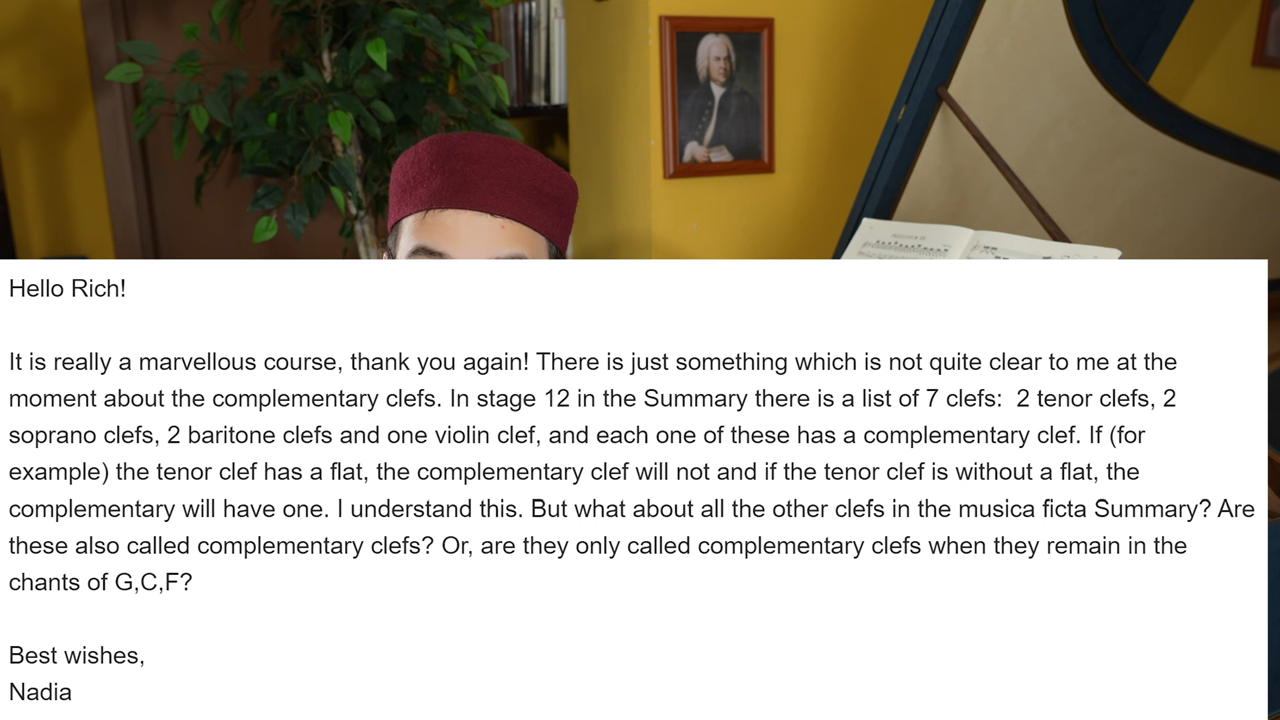 Hello Rich!
It is really a marvellous course, thank you again! There is just something which is not quite clear to me at the
moment about the complementary clefs. In stage 12 in the Summary there is a list of 7 clefs:  2 tenor clefs, 2
soprano clefs, 2 baritone clefs and one violin clef, and each one of these has a complementary clef. If (for
example) the tenor clef has a flat, the complementary clef will not and if the tenor clef is without a flat, the
complementary will have one. I understand this. But what about all the other clefs in the musica ficta Summary? Are
these also called complementary clefs? Or, are they only called complementary clefs when they remain in the
chants of G,C,F?
Best wishes,
Nadia